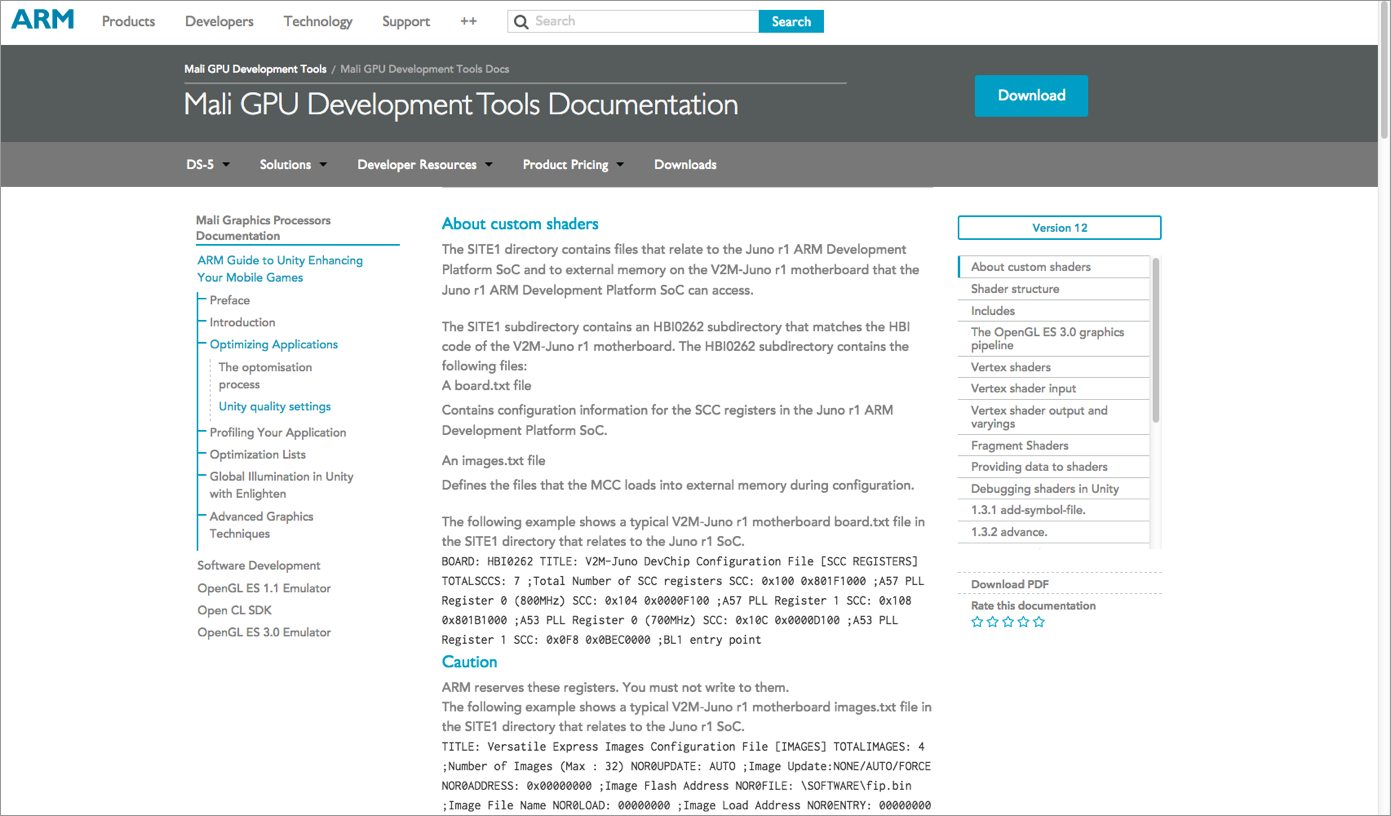 ARM
Products
Developers
Technology
Support
++
Search
Search
Mali GPU Development Tools / Mali GPU Development Tools Docs
Mali GPU Development Tools Documentation
Download
DS-5
Solutions
Developer Resources
Product Pricing
Downloads
Mali Graphics Processors
Documentation
ARM Guide to Unity Enhancing
Your Mobile Games
Preface
Introduction
Optimizing Applications
The optomisation
process
Unity quality settings
Profiling Your Application
Optimization Lists
Global Illumination in Unity
with Enlighten
Advanced Graphics
Techniques
Software Development
OpenGL ES 1.1 Emulator
Open CL SDK
OpenGL ES 3.0 Emulator
About custom shaders
The SITE1 directory contains files that relate to the Juno r1 ARM Development
Platform SoC and to external memory on the V2M-Juno r1 motherboard that the
Juno r1 ARM Development Platform SoC can access.
The SITE1 subdirectory contains an HBI0262 subdirectory that matches the HBI
code of the V2M-Juno r1 motherboard. The HBI0262 subdirectory contains the
following files:
A board.txt file
Contains configuration information for the SCC registers in the Juno r1 ARM
Development Platform SoC.
An images.txt file
Defines the files that the MCC loads into external memory during configuration.
The following example shows a typical V2M-Juno r1 motherboard board.txt file in
the SITE1 directory that relates to the Juno r1 SoC.
BOARD: HBI0262 TITLE: V2M-Juno DevChip Configuration File [SCC REGISTERS]
TOTALSCCS: 7 ;Total Number of SCC registers SCC: 0x100 0x801F1000 ;A57 PLL
Register 0 (800MHz) SCC: 0x104 0x0000F100 ;A57 PLL Register 1 SCC: 0x108
0x801B1000 ;A53 PLL Register 0 (700MHz) SCC: 0x10C 0x0000D100 ;A53 PLL
Register 1 SCC: 0x0F8 0x0BEC0000 ;BL1 entry point
Caution
ARM reserves these registers. You must not write to them.
The following example shows a typical V2M-Juno r1 motherboard images.txt file in
the SITE1 directory that relates to the Juno r1 SoC.
TITLE: Versatile Express Images Configuration File [IMAGES] TOTALIMAGES: 4
;Number of Images (Max : 32) NOR0UPDATE: AUTO ;Image Update:NONE/AUTO/FORCE
NOR0ADDRESS: 0x00000000 ;Image Flash Address NOR0FILE: \SOFTWARE\fip.bin
;Image File Name NOR0LOAD: 00000000 ;Image Load Address NOR0ENTRY: 00000000
Version 12
About custom shaders
Shader structure
Includes
The OpenGL ES 3.0 graphics
pipeline
Vertex shaders
Vertex shader input
Vertex shader output and
varyings
Fragment Shaders
Providing data to shaders
Debugging shaders in Unity
1.3.1 add-symbol-file.
1.3.2 advance.
Download PDF
Rate this documentation